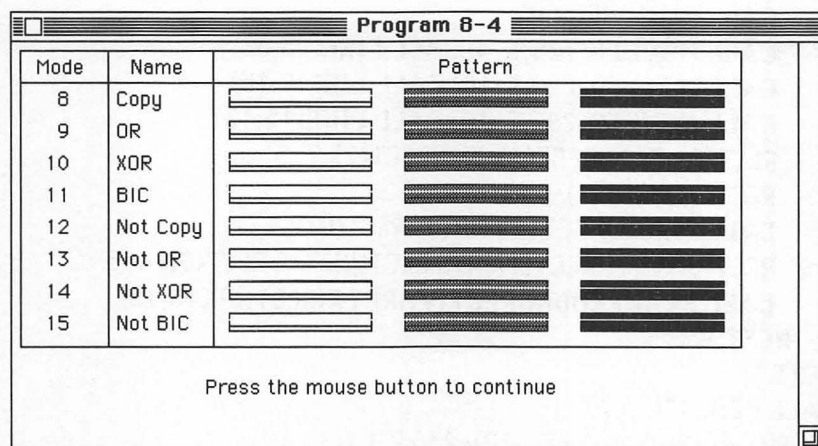 Program 8-4
Mode Name Pattern
8 Copy
9 OR
10 XOR
11 BIC
12 Not Copy
13 Not OR
14 Not XOR
15 Not BIC
Press the mouse button to continue